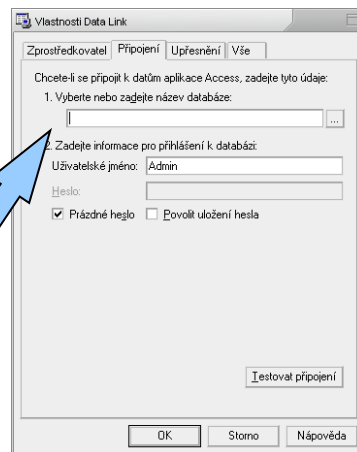 Vlastnosti Data Link
Zprostředkovatel Připojení Upřesnění Vše
Chcete-li se připojit k datům aplikace Access, zadejte tyto údaje:
1. Vyberte nebo zadejte název databáze:
...
2. Zadejte informace pro přihlášení k databázi:
Uživatelské jméno: Admin
Heslo:
Prázdné heslo Povolit uložení hesla
Testovat připojení
OK Storno Nápověda